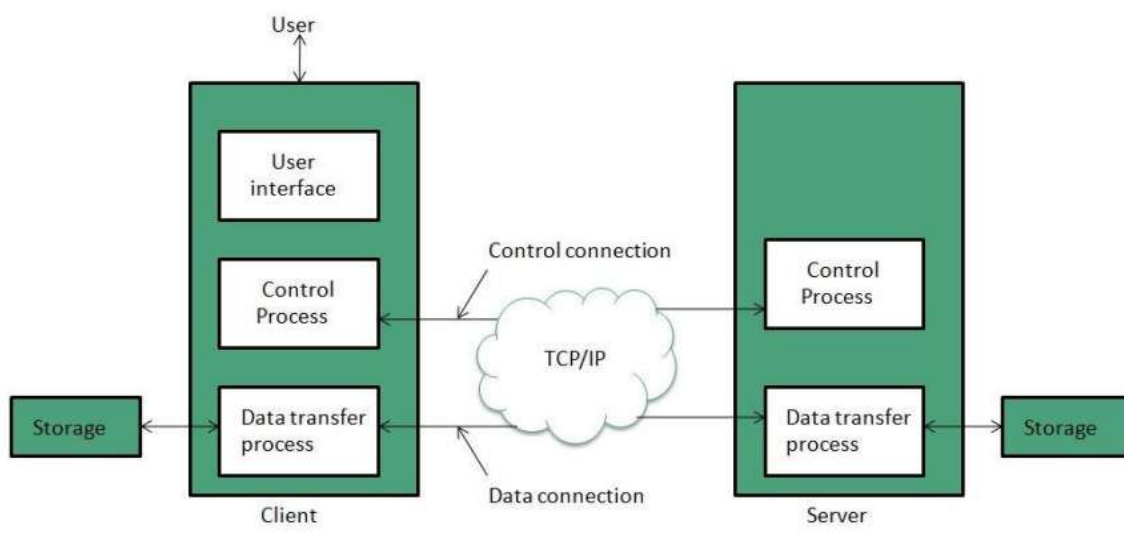 User
User
interface
Control connection
Control
Process
Control
Process
TCP/IP
Storage
Data transfer
process
Data transfer
process
Storage
Data connection
Client
Server